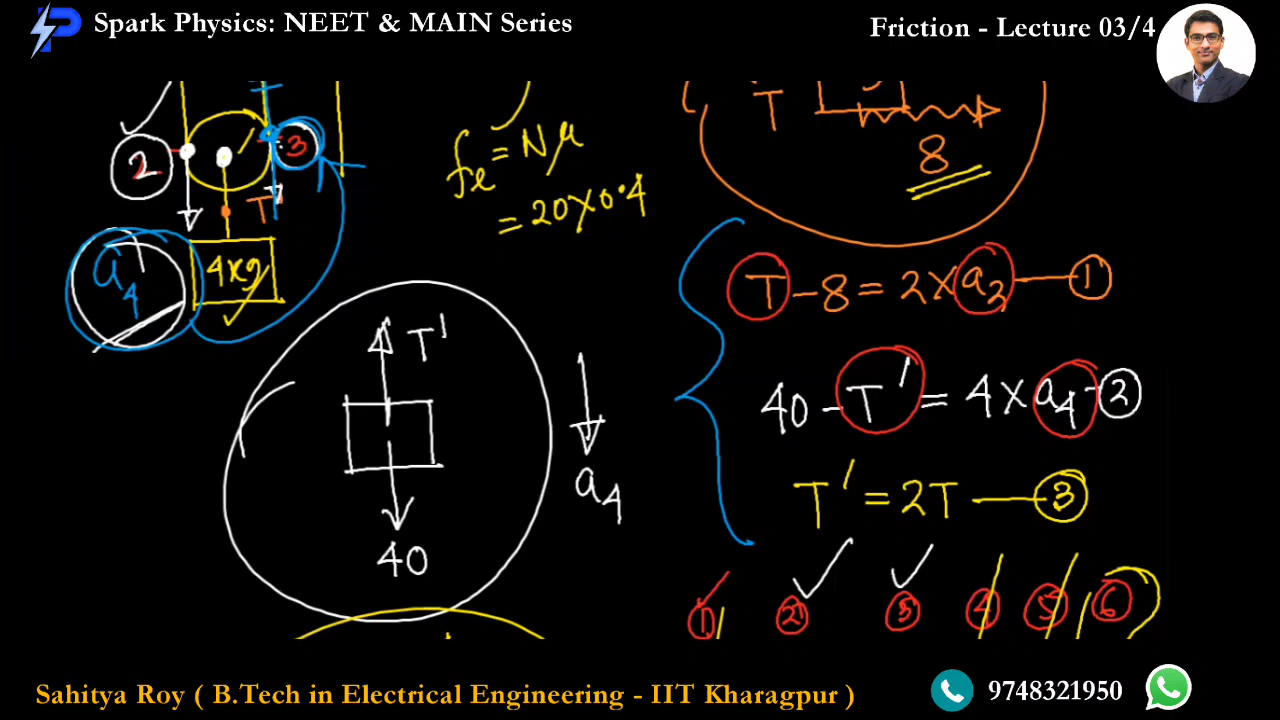 Spark Physics: NEET & MAIN Series
Friction - Lecture 03/4
2
3
T
8
fₑ = Nμ
= 20×0.4
a₄
4kg
T'
40
a₄
T - 8 = 2×a₂ — ①
40 - T' = 4×a₄ - ②
T' = 2T — ③
① ② ③ ④ ⑤ ⑥
Sahitya Roy ( B.Tech in Electrical Engineering - IIT Kharagpur )
9748321950